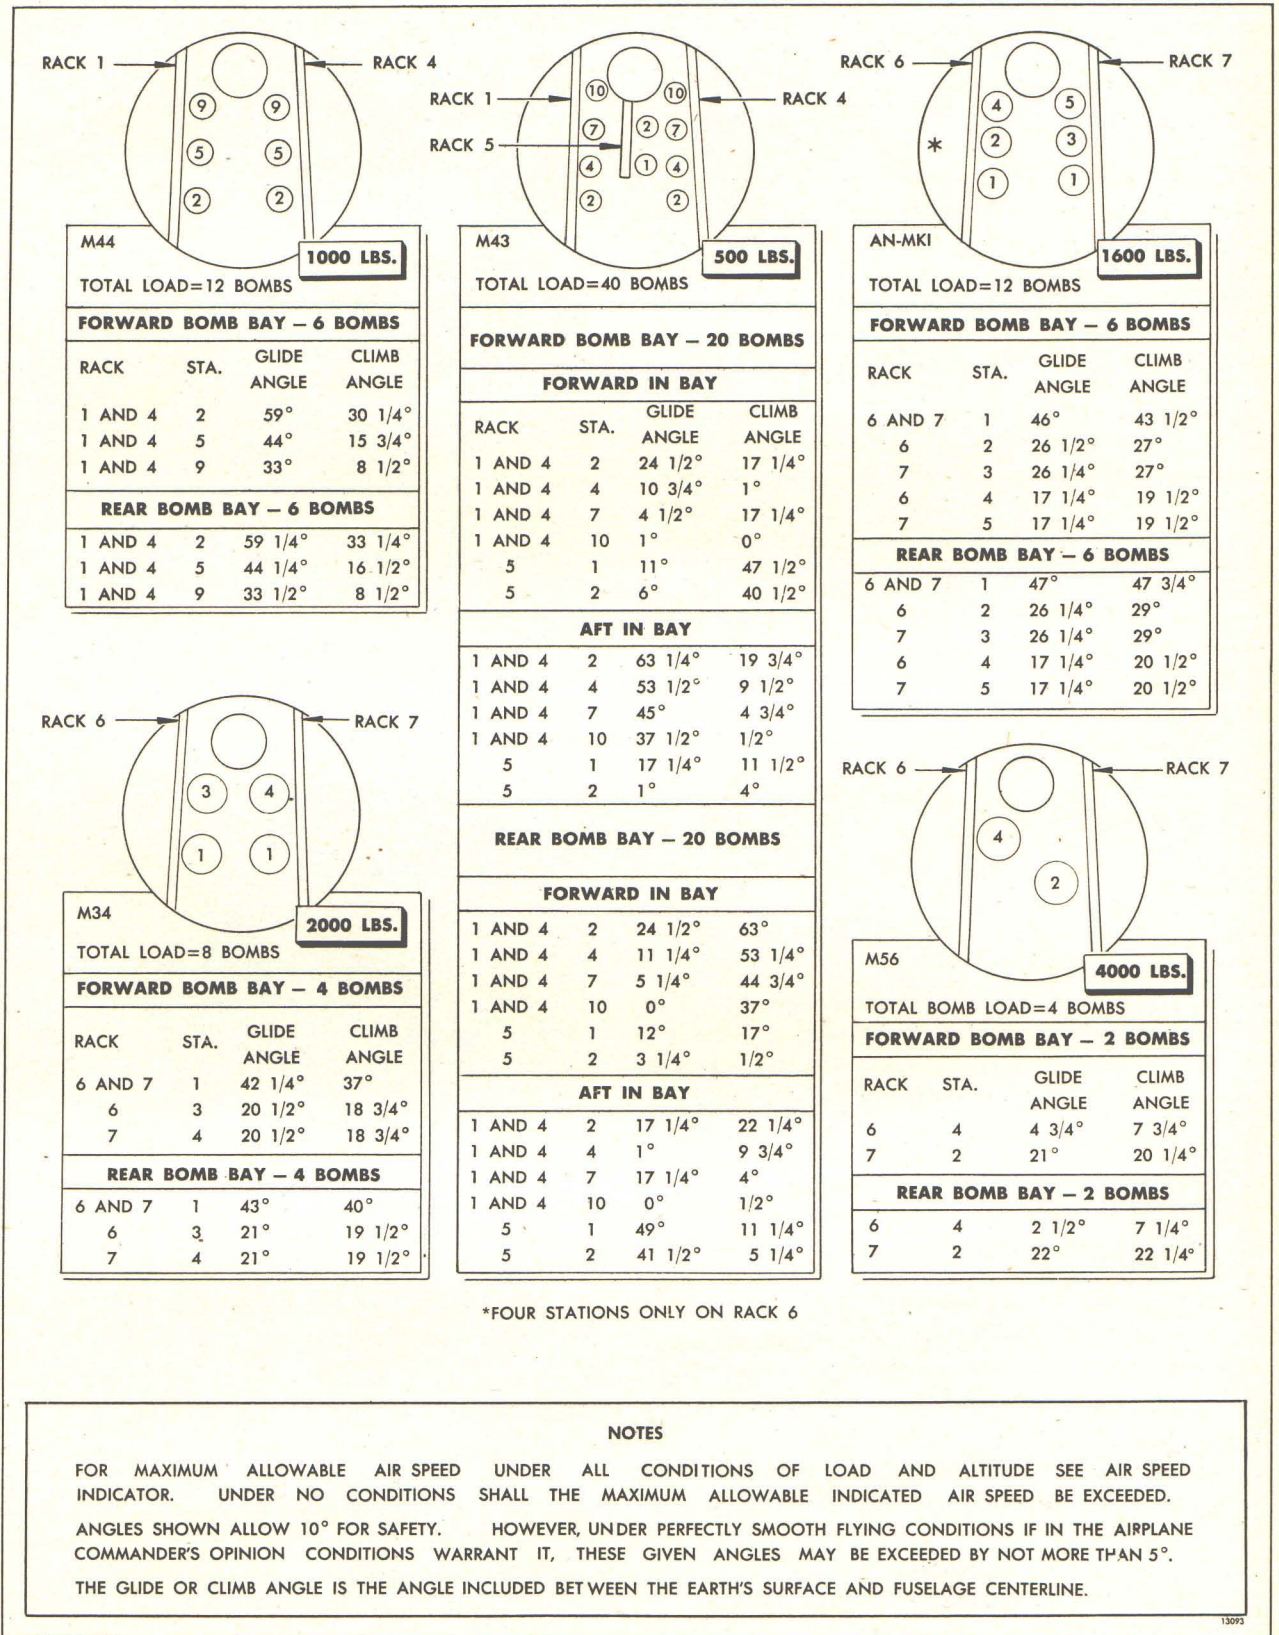 RACK 1
RACK 4
9 9
5 5
2 2
M44
1000 LBS.
TOTAL LOAD=12 BOMBS
FORWARD BOMB BAY — 6 BOMBS
RACK STA. GLIDE ANGLE CLIMB ANGLE
1 AND 4 2 59° 30 1/4°
1 AND 4 5 44° 15 3/4°
1 AND 4 9 33° 8 1/2°
REAR BOMB BAY — 6 BOMBS
1 AND 4 2 59 1/4° 33 1/4°
1 AND 4 5 44 1/4° 16 1/2°
1 AND 4 9 33 1/2° 8 1/2°
RACK 6
RACK 7
3 4
1 1
M34
2000 LBS.
TOTAL LOAD=8 BOMBS
FORWARD BOMB BAY — 4 BOMBS
RACK STA. GLIDE ANGLE CLIMB ANGLE
6 AND 7 1 42 1/4° 37°
6 3 20 1/2° 18 3/4°
7 4 20 1/2° 18 3/4°
REAR BOMB BAY — 4 BOMBS
6 AND 7 1 43° 40°
6 3 21° 19 1/2°
7 4 21° 19 1/2°
RACK 1
RACK 4
RACK 5
10 10
7 2 7
4 1 4
2 2
M43
500 LBS.
TOTAL LOAD=40 BOMBS
FORWARD BOMB BAY — 20 BOMBS
FORWARD IN BAY
RACK STA. GLIDE ANGLE CLIMB ANGLE
1 AND 4 2 24 1/2° 17 1/4°
1 AND 4 4 10 3/4° 1°
1 AND 4 7 4 1/2° 17 1/4°
1 AND 4 10 1° 0°
5 1 11° 47 1/2°
5 2 6° 40 1/2°
AFT IN BAY
1 AND 4 2 63 1/4° 19 3/4°
1 AND 4 4 53 1/2° 9 1/2°
1 AND 4 7 45° 4 3/4°
1 AND 4 10 37 1/2° 1/2°
5 1 17 1/4° 11 1/2°
5 2 1° 4°
REAR BOMB BAY — 20 BOMBS
FORWARD IN BAY
1 AND 4 2 24 1/2° 63°
1 AND 4 4 11 1/4° 53 1/4°
1 AND 4 7 5 1/4° 44 3/4°
1 AND 4 10 0° 37°
5 1 12° 17°
5 2 3 1/4° 1/2°
AFT IN BAY
1 AND 4 2 17 1/4° 22 1/4°
1 AND 4 4 1° 9 3/4°
1 AND 4 7 17 1/4° 4°
1 AND 4 10 0° 1/2°
5 1 49° 11 1/4°
5 2 41 1/2° 5 1/4°
RACK 6
RACK 7
4 5
* 2 3
1 1
AN-MKI
1600 LBS.
TOTAL LOAD=12 BOMBS
FORWARD BOMB BAY — 6 BOMBS
RACK STA. GLIDE ANGLE CLIMB ANGLE
6 AND 7 1 46° 43 1/2°
6 2 26 1/2° 27°
7 3 26 1/4° 27°
6 4 17 1/4° 19 1/2°
7 5 17 1/4° 19 1/2°
REAR BOMB BAY — 6 BOMBS
6 AND 7 1 47° 47 3/4°
6 2 26 1/4° 29°
7 3 26 1/4° 29°
6 4 17 1/4° 20 1/2°
7 5 17 1/4° 20 1/2°
RACK 6
RACK 7
4
2
M56
4000 LBS.
TOTAL BOMB LOAD=4 BOMBS
FORWARD BOMB BAY — 2 BOMBS
RACK STA. GLIDE ANGLE CLIMB ANGLE
6 4 4 3/4° 7 3/4°
7 2 21° 20 1/4°
REAR BOMB BAY — 2 BOMBS
6 4 2 1/2° 7 1/4°
7 2 22° 22 1/4°
*FOUR STATIONS ONLY ON RACK 6
NOTES
FOR MAXIMUM ALLOWABLE AIR SPEED UNDER ALL CONDITIONS OF LOAD AND ALTITUDE SEE AIR SPEED
INDICATOR. UNDER NO CONDITIONS SHALL THE MAXIMUM ALLOWABLE INDICATED AIR SPEED BE EXCEEDED.
ANGLES SHOWN ALLOW 10° FOR SAFETY. HOWEVER, UNDER PERFECTLY SMOOTH FLYING CONDITIONS IF IN THE AIRPLANE
COMMANDER'S OPINION CONDITIONS WARRANT IT, THESE GIVEN ANGLES MAY BE EXCEEDED BY NOT MORE THAN 5°.
THE GLIDE OR CLIMB ANGLE IS THE ANGLE INCLUDED BETWEEN THE EARTH'S SURFACE AND FUSELAGE CENTERLINE.
13093